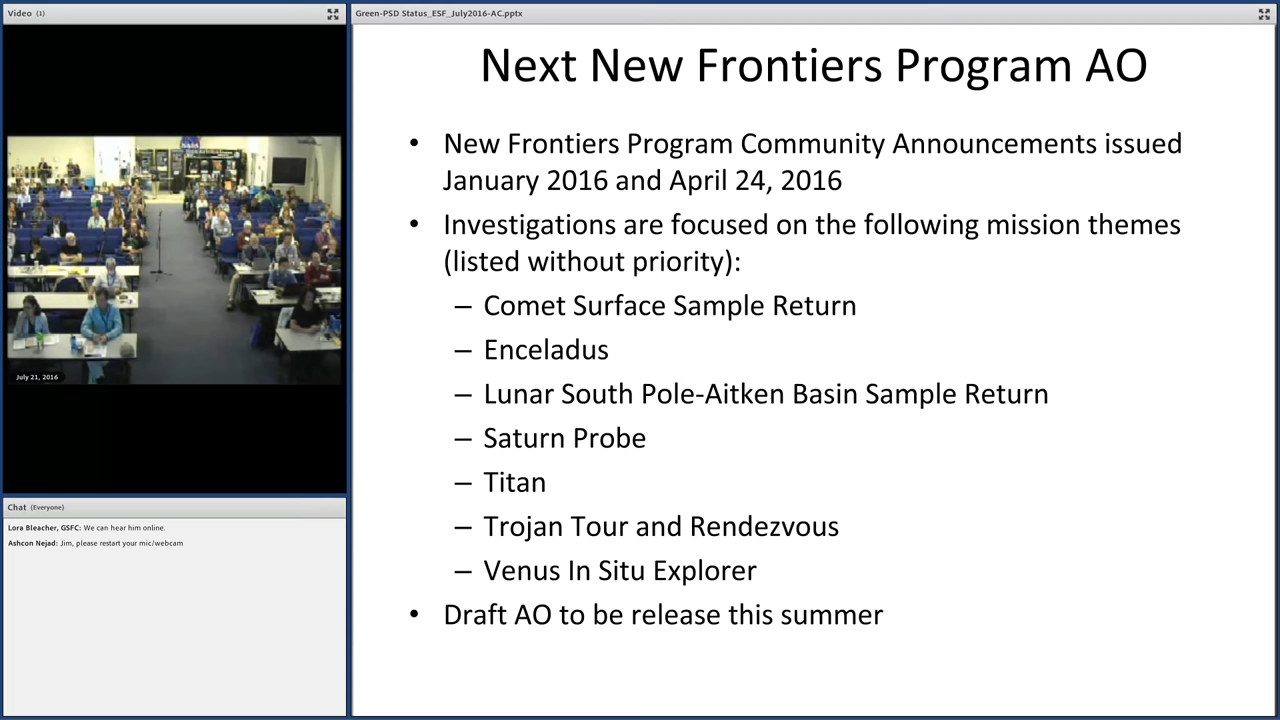 Video (1)
Green-PSD Status_ESF_July2016-AC.pptx
NASA
July 21, 2016
Chat (Everyone)
Lora Bleacher, GSFC: We can hear him online.
Ashcon Nejad: Jim, please restart your mic/webcam
Next New Frontiers Program AO
• New Frontiers Program Community Announcements issued
January 2016 and April 24, 2016
• Investigations are focused on the following mission themes
(listed without priority):
– Comet Surface Sample Return
– Enceladus
– Lunar South Pole-Aitken Basin Sample Return
– Saturn Probe
– Titan
– Trojan Tour and Rendezvous
– Venus In Situ Explorer
• Draft AO to be release this summer